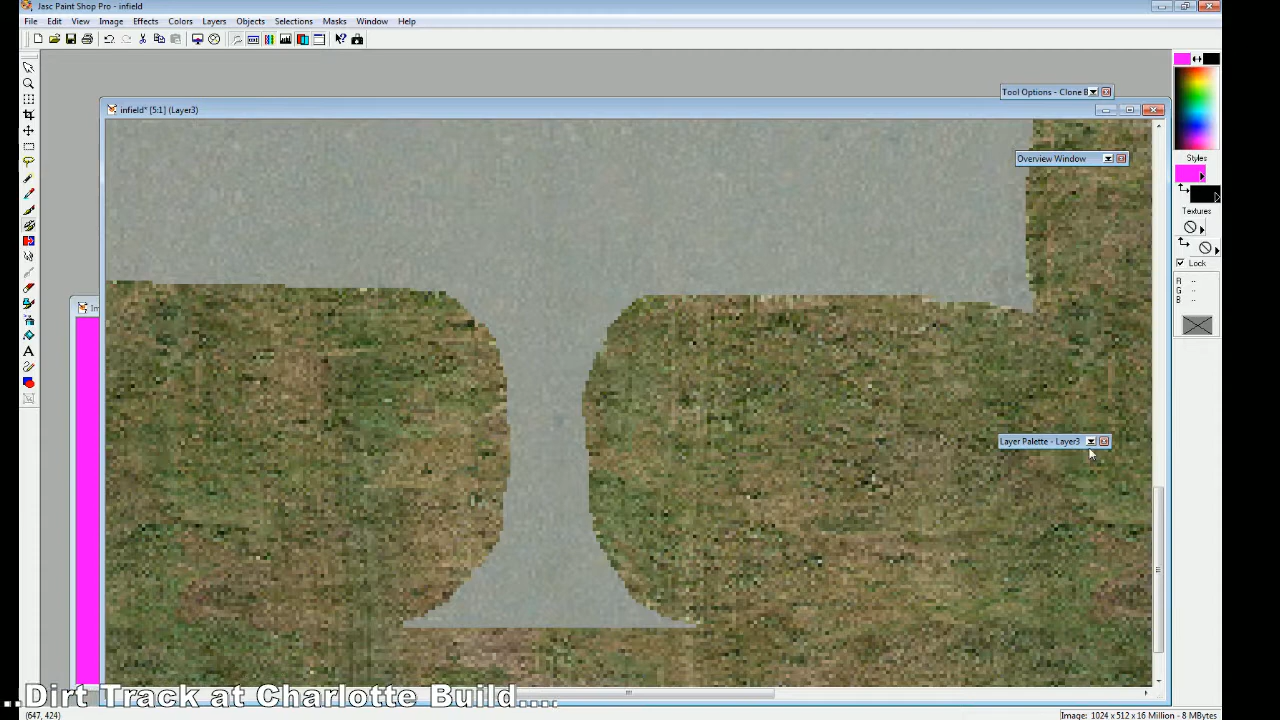 Jasc Paint Shop Pro - infield
File Edit View Image Effects Colors Layers Objects Selections Masks Window Help
Tool Options - Clone B
infield* [5:1] (Layer3)
Overview Window
Styles
Textures
Lock
R --
G --
B --
Im
Layer Palette - Layer3
...Dirt Track at Charlotte Build....
(647, 424)
Image: 1024 x 512 x 16 Million - 8 MBytes